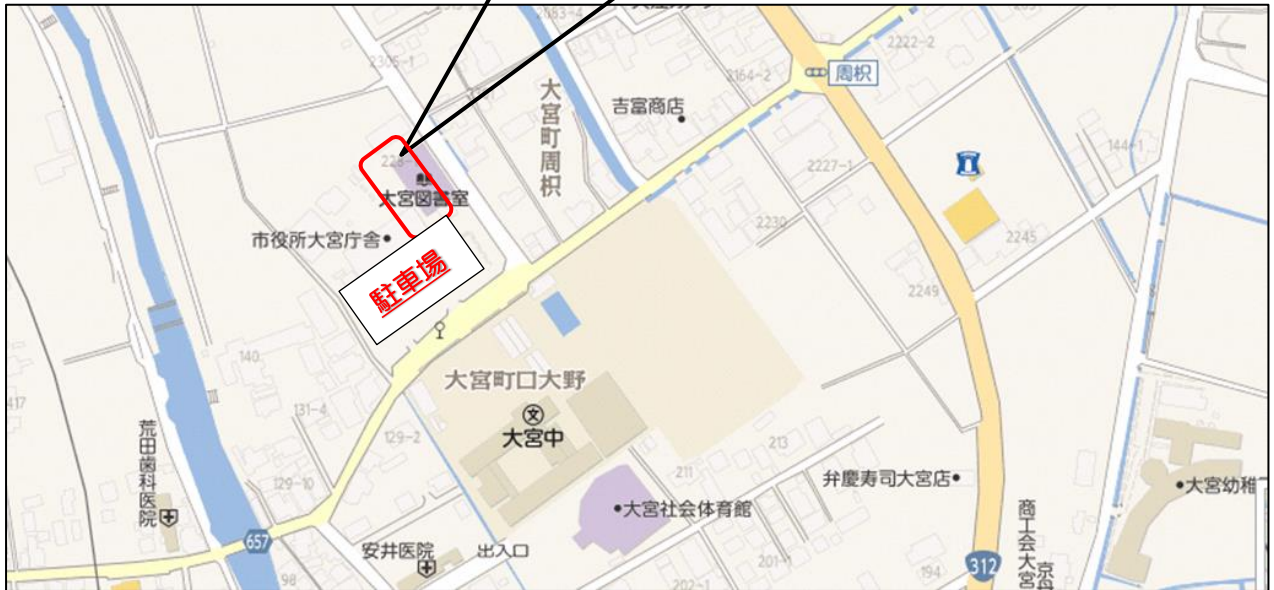 2083-4
2305-1
2222-2
2164-2
周枳
大宮町周枳
吉富商店
144-1
2227-1
大宮図書室
2230
市役所大宮庁舎
2245
駐車場
2249
140
大宮町口大野
417
131-4
大宮中
129-2
213
荒田歯科医院
211
弁慶寿司大宮店
129-10
大宮幼稚
大宮社会体育館
商工会大宮
657
安井医院
出入口
201-1
312
98
202-1
194